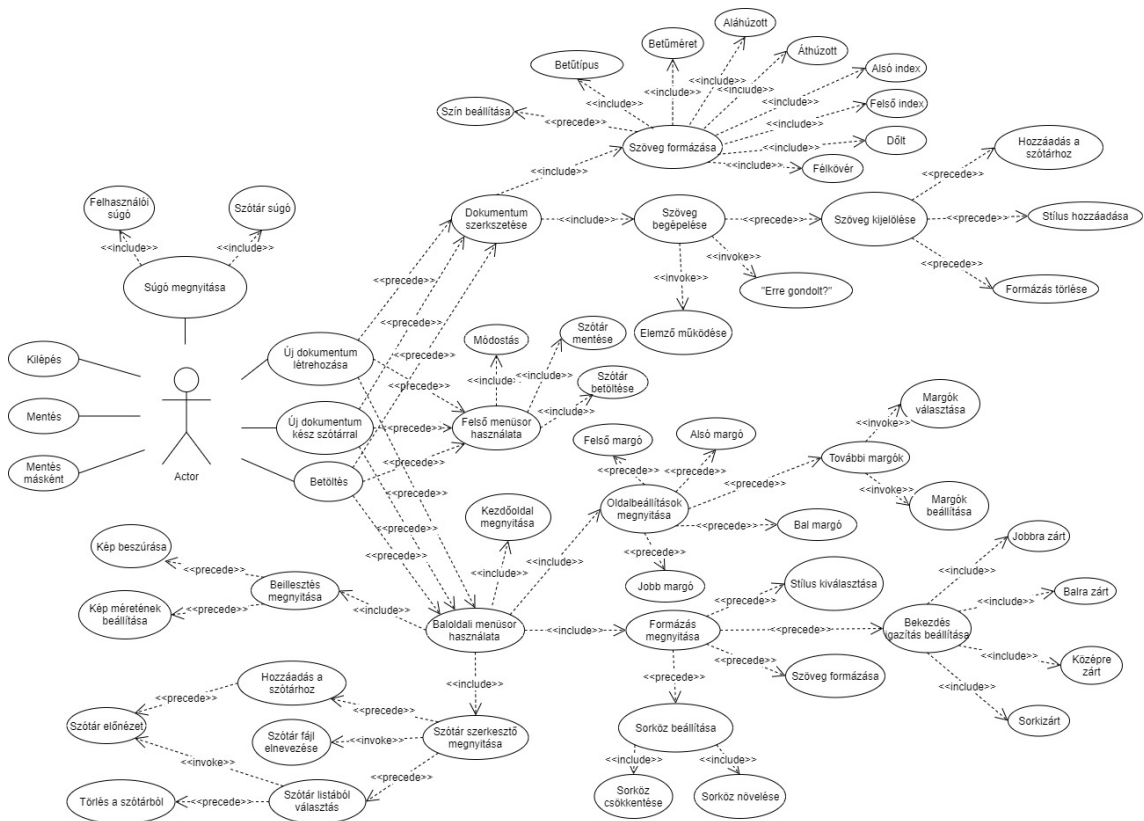 Aláhúzott
Betűméret
Áthúzott
Betűtípus
Alsó index
<<include>>
<<include>>
<<include>>
<<include>>
<<include>>
Szín beállítása
<<precede>>
<<include>>
Felső index
<<include>>
Szöveg formázása
Dőlt
<<include>>
Félkövér
<<include>>
Hozzáadás a
szótárhoz
<<precede>>
Felhasználói
súgó
Szótár súgó
<<include>>
<<include>>
Súgó megnyitása
Dokumentum
szerkszetése
<<include>>
Szöveg
begépelése
<<precede>>
Szöveg kijelölése
<<precede>>
Stílus hozzáadása
<<invoke>>
<<invoke>>
<<precede>>
"Erre gondolt?"
Formázás törlése
Elemző működése
<<precede>>
<<precede>>
<<precede>>
Kilépés
Mentés
Mentés
másként
Actor
Új dokumentum
létrehozása
Új dokumentum
kész szótárral
Betöltés
Módostás
Szótár
mentése
Szótár
betöltése
<<include>>
<<include>>
<<include>>
<<precede>>
<<precede>>
<<precede>>
Felső menüsor
használata
<<precede>>
<<precede>>
<<precede>>
Felső margó
Alsó margó
<<precede>>
<<precede>>
Oldalbeállítások
megnyitása
<<precede>>
További margók
<<invoke>>
Margók
választása
<<invoke>>
Margók
beállítása
<<precede>>
Bal margó
<<precede>>
Jobb margó
Kezdőoldal
megnyitása
<<include>>
<<include>>
Kép beszúrása
<<precede>>
Beillesztés
megnyitása
<<precede>>
Kép méretének
beállítása
<<include>>
Baloldali menüsor
használata
<<include>>
Formázás
megnyitása
<<precede>>
Stílus kiválasztása
<<precede>>
Bekezdés
igazítás beállítása
<<include>>
Jobbra zárt
<<include>>
Balra zárt
<<include>>
Középre
zárt
<<include>>
Sorkizárt
<<precede>>
Szöveg formázása
<<precede>>
Sorköz beállítása
<<include>>
<<include>>
Sorköz
csökkentése
Sorköz növelése
<<include>>
Szótár szerkesztő
megnyitása
<<precede>>
Hozzáadás a
szótárhoz
<<precede>>
Szótár előnézet
<<invoke>>
Szótár fájl
elnevezése
<<precede>>
<<invoke>>
Szótár listából
választás
<<precede>>
Törlés a szótárból